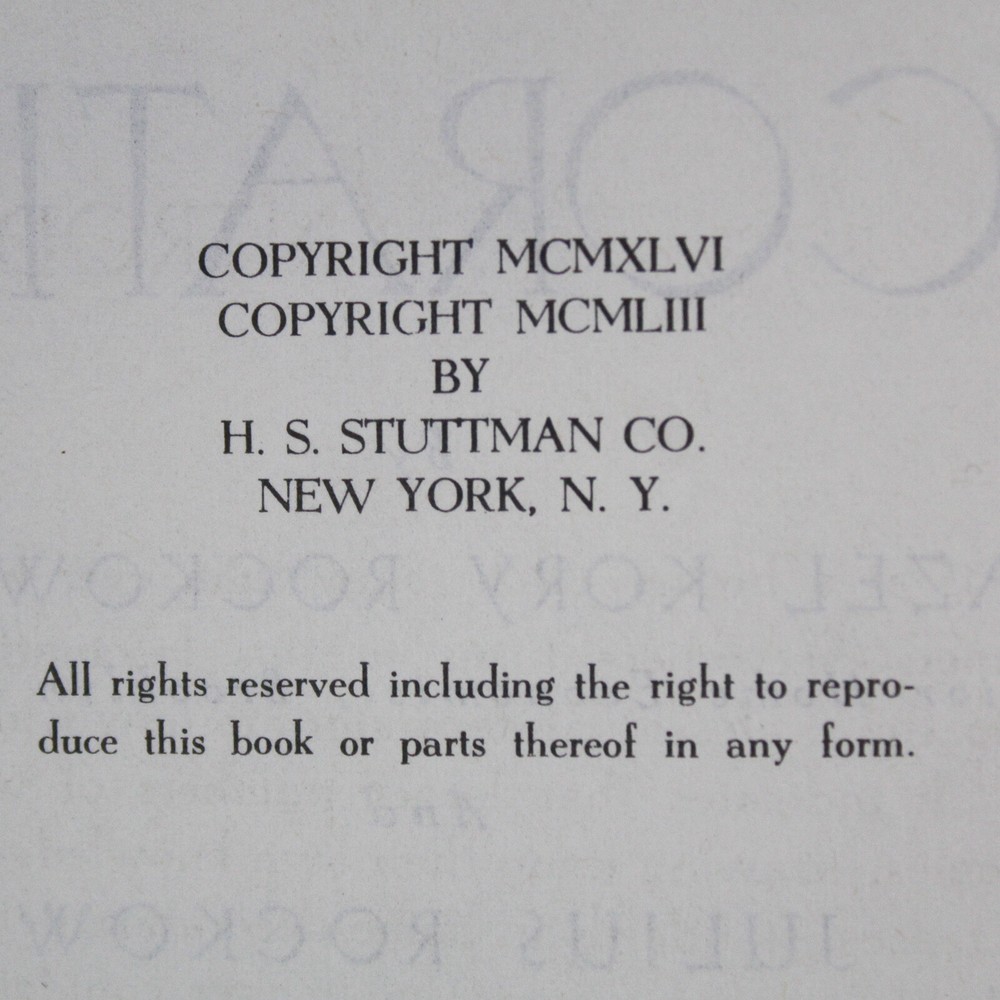 COPYRIGHT MCMXLVI
COPYRIGHT MCMLIII
BY
H. S. STUTTMAN CO.
NEW YORK, N. Y.
All rights reserved including the right to repro-
duce this book or parts thereof in any form.